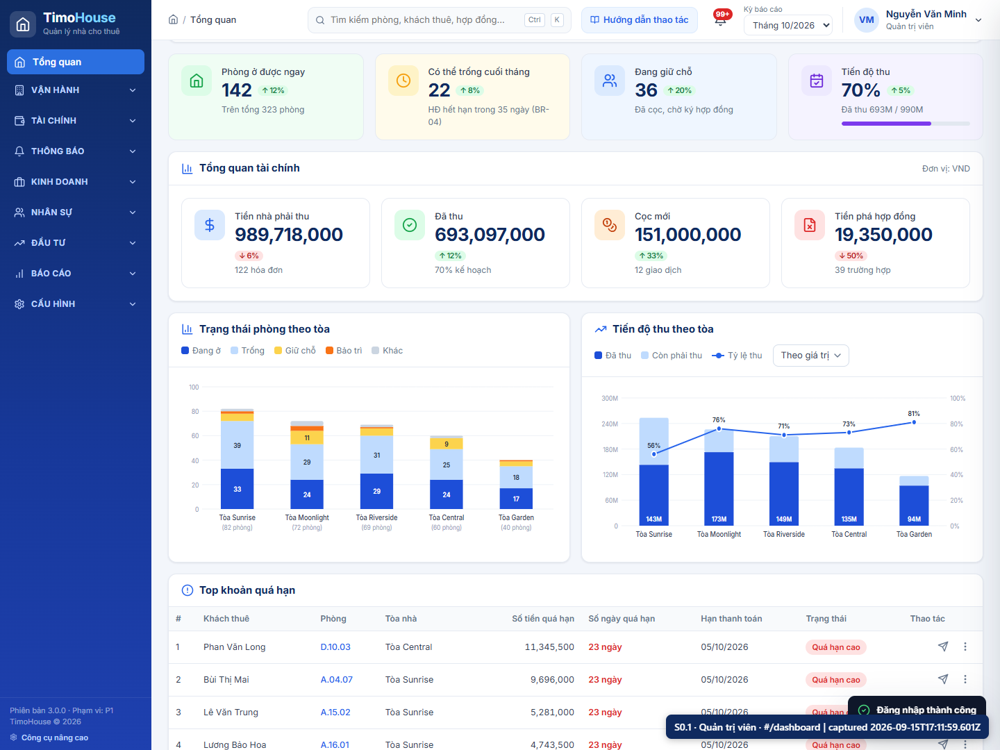 TimoHouse
Quản lý nhà cho thuê
Tổng quan
VẬN HÀNH
TÀI CHÍNH
THÔNG BÁO
KINH DOANH
NHÂN SỰ
ĐẦU TƯ
BÁO CÁO
CẤU HÌNH
Phiên bản 3.0.0 · Phạm vi: P1
TimoHouse © 2026
Công cụ nâng cao
/ Tổng quan
Tìm kiếm phòng, khách thuê, hợp đồng... Ctrl K
Hướng dẫn thao tác
99+
Kỳ báo cáo
Tháng 10/2026
VM
Nguyễn Văn Minh
Quản trị viên
Phòng ở được ngay
142 ↑ 12%
Trên tổng 323 phòng
Có thể trống cuối tháng
22 ↑ 8%
HĐ hết hạn trong 35 ngày (BR-
04)
Đang giữ chỗ
36 ↑ 20%
Đã cọc, chờ ký hợp đồng
Tiến độ thu
70% ↑ 5%
Đã thu 693M / 990M
Tổng quan tài chính
Đơn vị: VND
Tiền nhà phải thu
989,718,000
↓ 6%
122 hóa đơn
Đã thu
693,097,000
↑ 12%
70% kế hoạch
Cọc mới
151,000,000
↑ 33%
12 giao dịch
Tiền phá hợp đồng
19,350,000
↓ 50%
39 trường hợp
Trạng thái phòng theo tòa
Đang ở Trống Giữ chỗ Bảo trì Khác
100
80
60
40
20
0
39
33
11
29
24
31
29
9
25
24
18
17
Tòa Sunrise Tòa Moonlight Tòa Riverside Tòa Central Tòa Garden
(82 phòng) (72 phòng) (69 phòng) (60 phòng) (40 phòng)
Tiến độ thu theo tòa
Đã thu Còn phải thu Tỷ lệ thu Theo giá trị
300M 100%
240M 80%
180M 60%
120M 40%
60M 20%
0 0%
56% 76% 71% 73% 81%
143M 173M 149M 135M 94M
Tòa Sunrise Tòa Moonlight Tòa Riverside Tòa Central Tòa Garden
Top khoản quá hạn
# Khách thuê Phòng Tòa nhà Số tiền quá hạn Số ngày quá hạn Hạn thanh toán Trạng thái Thao tác
1 Phan Văn Long D.10.03 Tòa Central 11,345,500 23 ngày 05/10/2026 Quá hạn cao
2 Bùi Thị Mai A.04.07 Tòa Sunrise 9,696,000 23 ngày 05/10/2026 Quá hạn cao
3 Lê Văn Trung A.15.02 Tòa Sunrise 5,281,000 23 ngày 05/10/2026 Quá hạn
4 Lương Bảo Hoa A.16.01 Tòa Sunrise 4,743,500 23 ngày 05/10/2026 Quá hạn cao
Đăng nhập thành công
S0.1 · Quản trị viên · #/dashboard | captured 2026-09-15T17:11:59.601Z